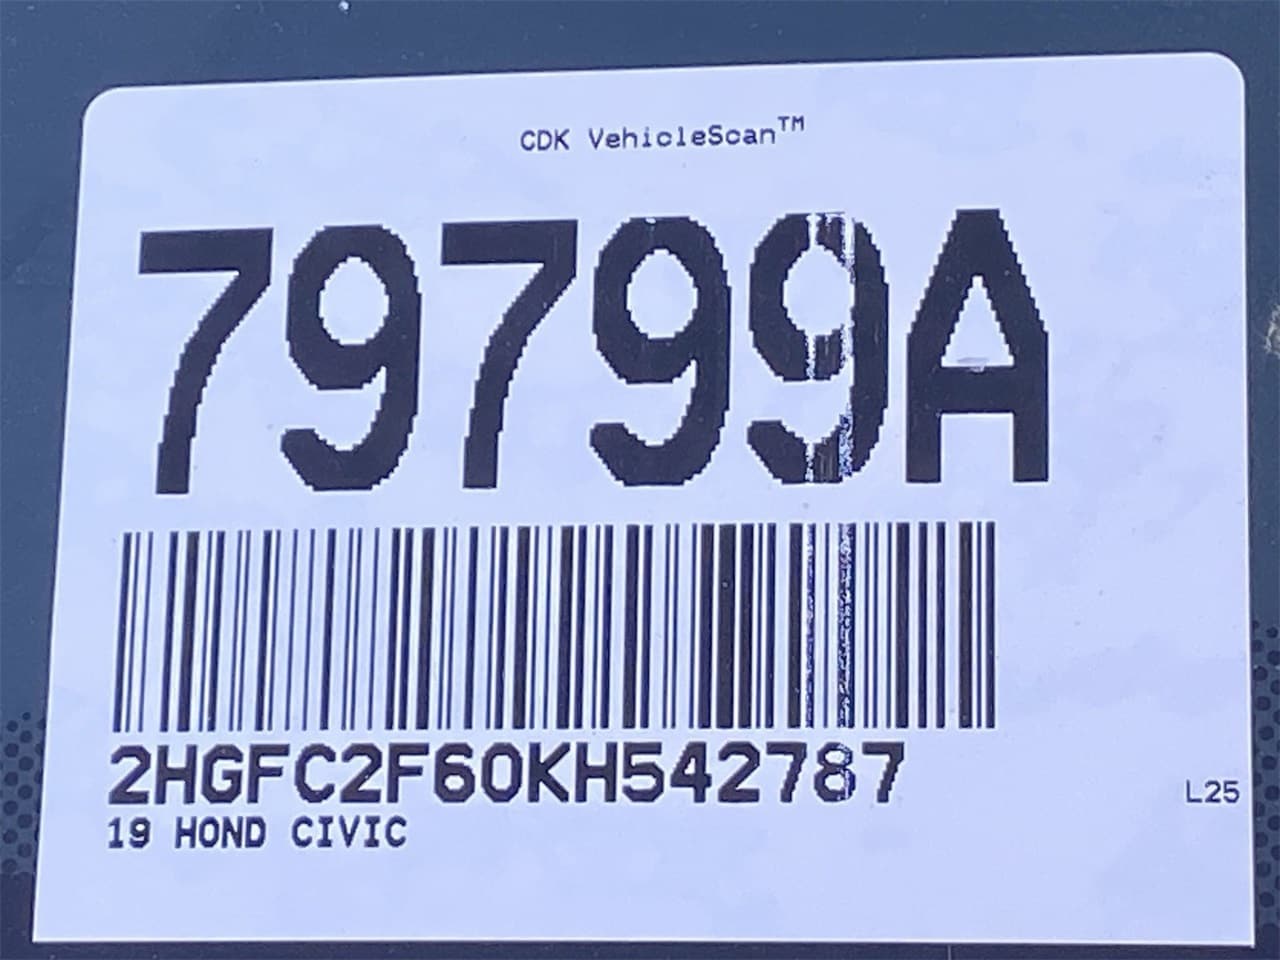 CDK VehicleScan™
79799A
2HGFC2F60KH542787
L25
19 HOND CIVIC